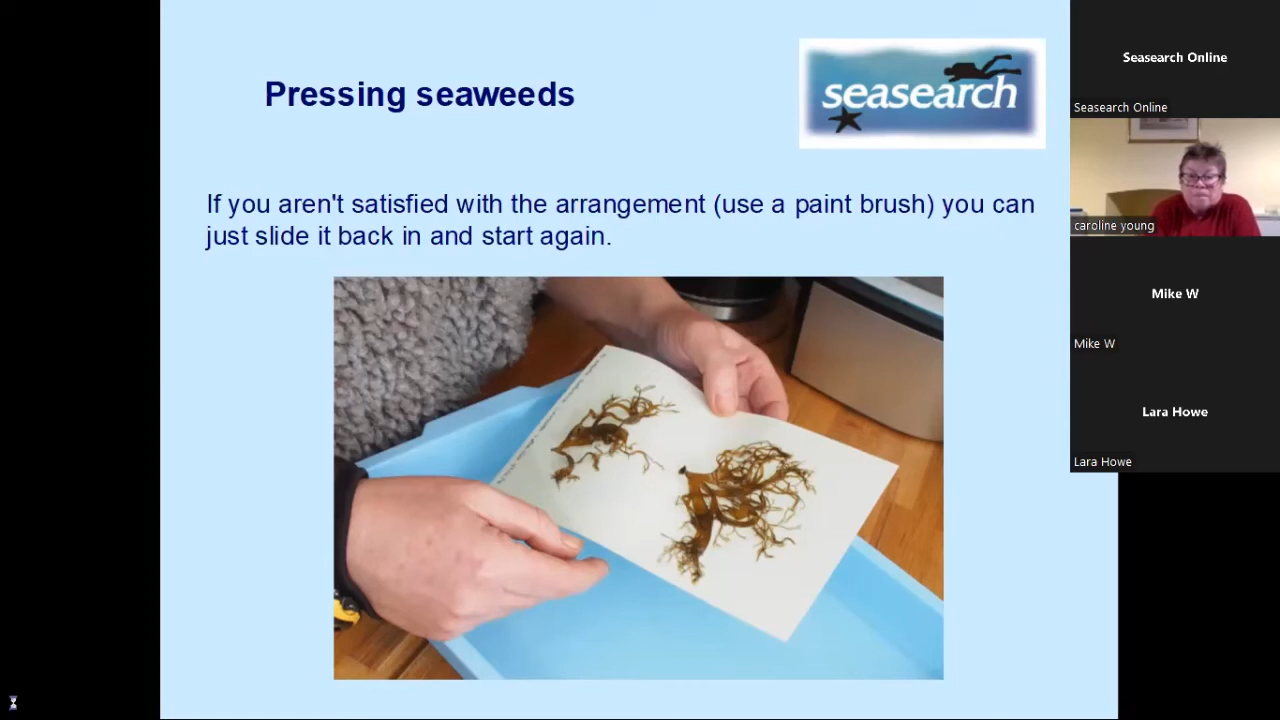 Pressing seaweeds
seasearch
If you aren't satisfied with the arrangement (use a paint brush) you can
just slide it back in and start again.
Seasearch Online
Seasearch Online
caroline young
Mike W
Mike W
Lara Howe
Lara Howe